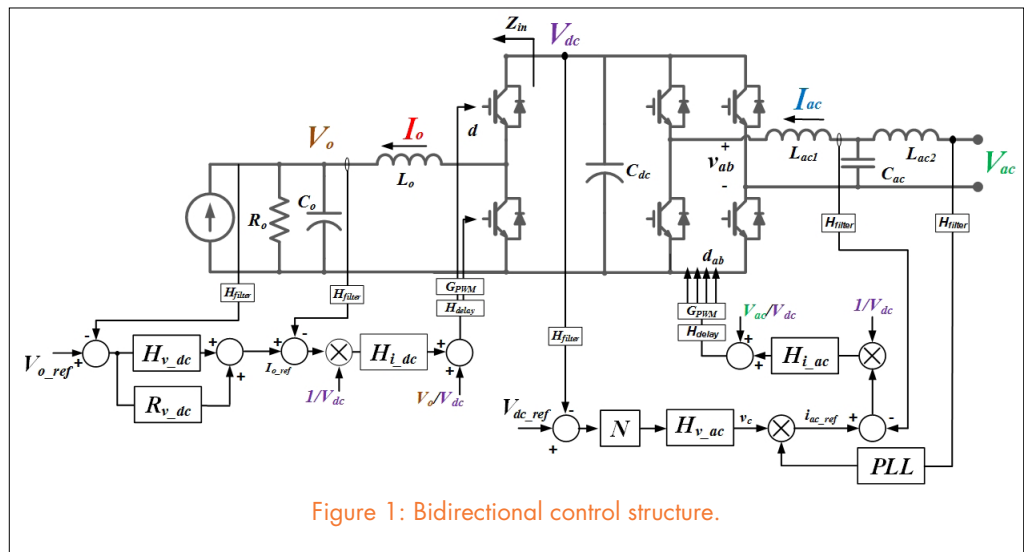 Z_in
V_dc
I_ac
V_o
I_o
d
L_o
R_o
C_o
C_dc
v_ab
+
-
L_ac1
L_ac2
C_ac
V_ac
H_filter
H_filter
H_filter
H_filter
H_filter
G_PWM
H_delay
d_ab
G_PWM
H_delay
V_ac/V_dc
1/V_dc
V_o_ref
H_v_dc
R_v_dc
I_o_ref
1/V_dc
H_i_dc
V_o/V_dc
H_i_ac
V_dc_ref
N
H_v_ac
v_c
i_ac_ref
PLL
Figure 1: Bidirectional control structure.